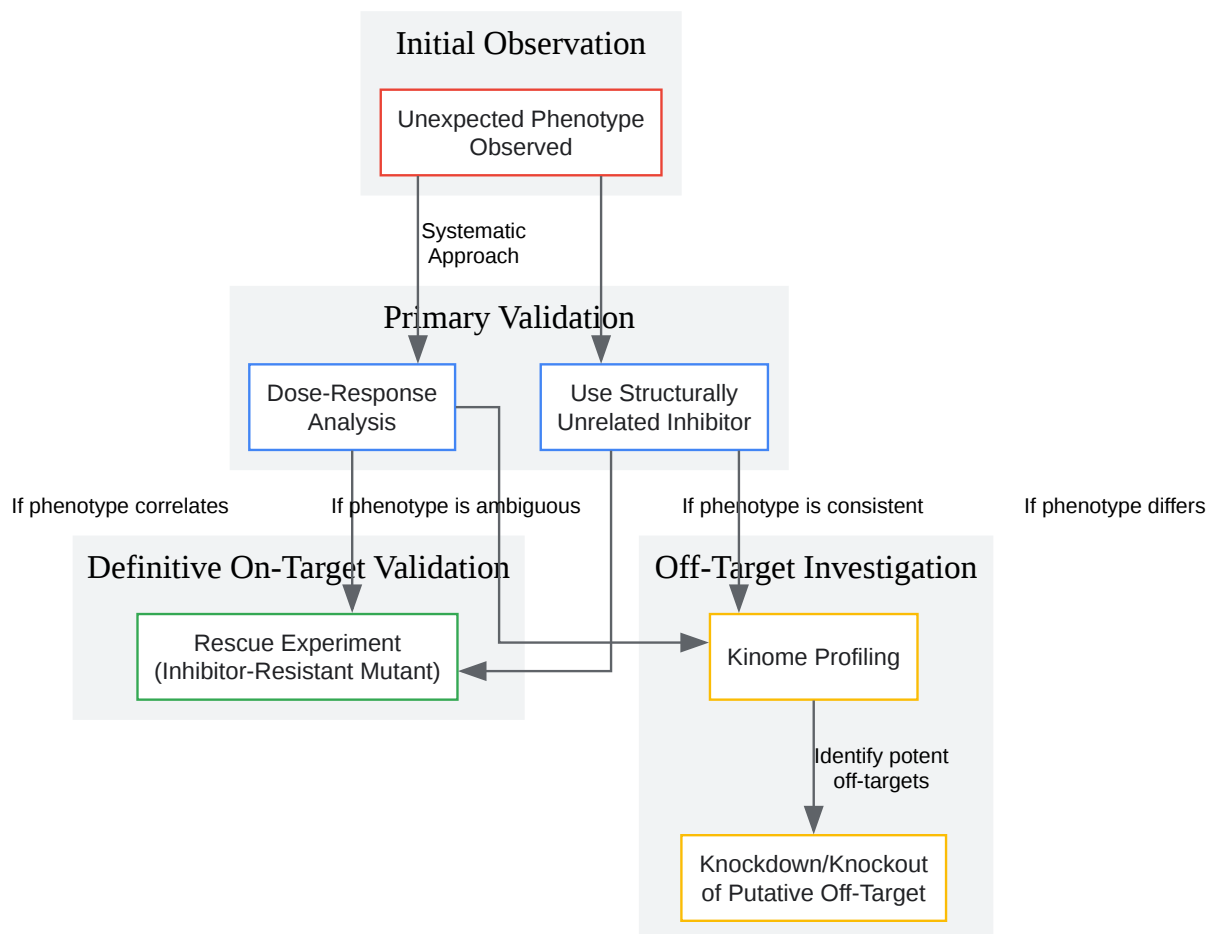 Initial Observation
Unexpected Phenotype
Observed
Systematic
Approach
Primary Validation
Dose-Response
Analysis
Use Structurally
Unrelated Inhibitor
If phenotype correlates
If phenotype is ambiguous
If phenotype is consistent
If phenotype differs
Definitive On-Target Validation
Off-Target Investigation
Rescue Experiment
(Inhibitor-Resistant Mutant)
Kinome Profiling
Identify potent
off-targets
Knockdown/Knockout
of Putative Off-Target